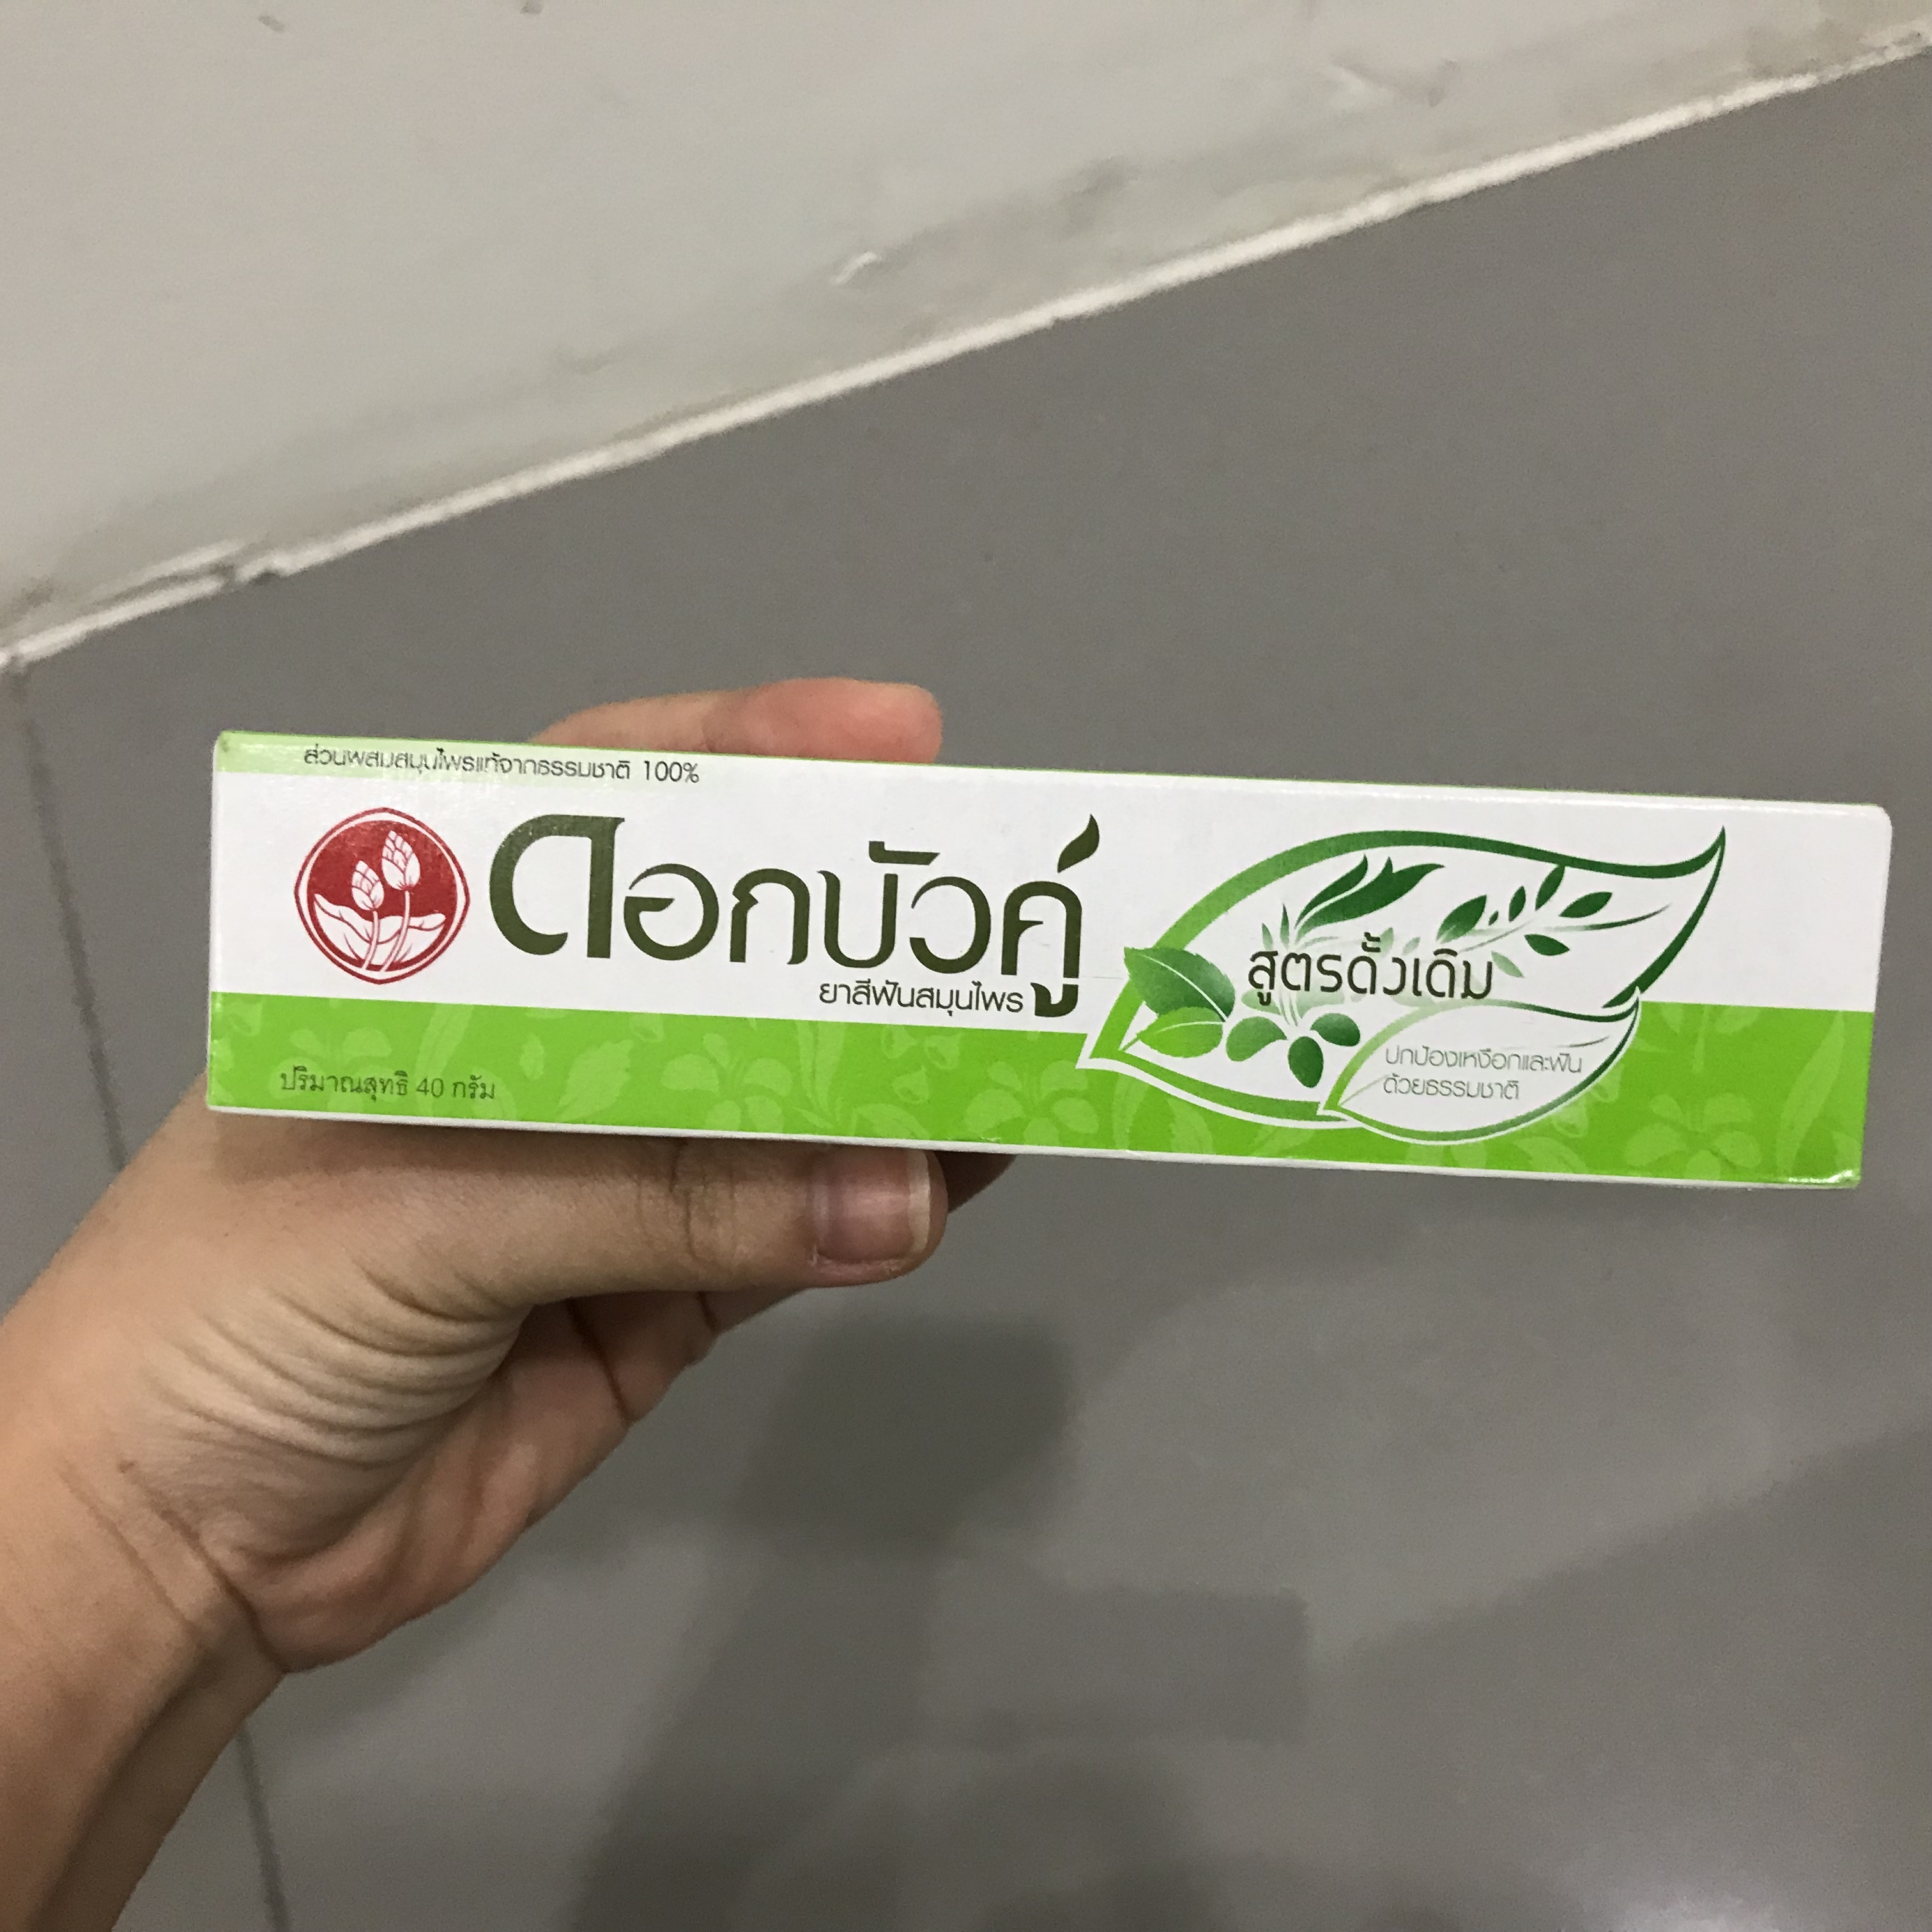 ส่วนผสมสมุนไพรแท้จากธรรมชาติ 100%
ดอกบัวคู่
ยาสีฟันสมุนไพร
สูตรดั้งเดิม
ปกป้องเหงือกและฟัน
ด้วยธรรมชาติ
ปริมาณสุทธิ 40 กรัม